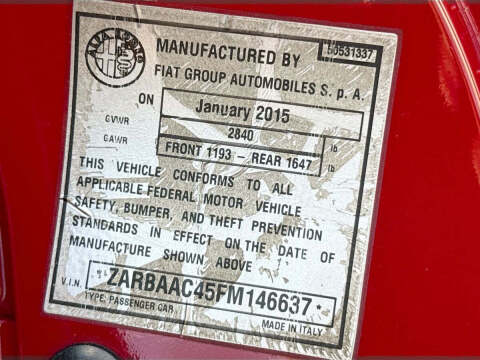 50531337
ALFA ROMEO
MANUFACTURED BY
FIAT GROUP AUTOMOBILES S.p.A.
ON January 2015
GVWR 2840 lb
GAWR FRONT 1193 – REAR 1647 lb
THIS VEHICLE CONFORMS TO ALL
APPLICABLE FEDERAL MOTOR VEHICLE
SAFETY, BUMPER, AND THEFT PREVENTION
STANDARDS IN EFFECT ON THE DATE OF
MANUFACTURE SHOWN ABOVE
V.I.N. ZARBAAC45FM146637
TYPE: PASSENGER CAR MADE IN ITALY